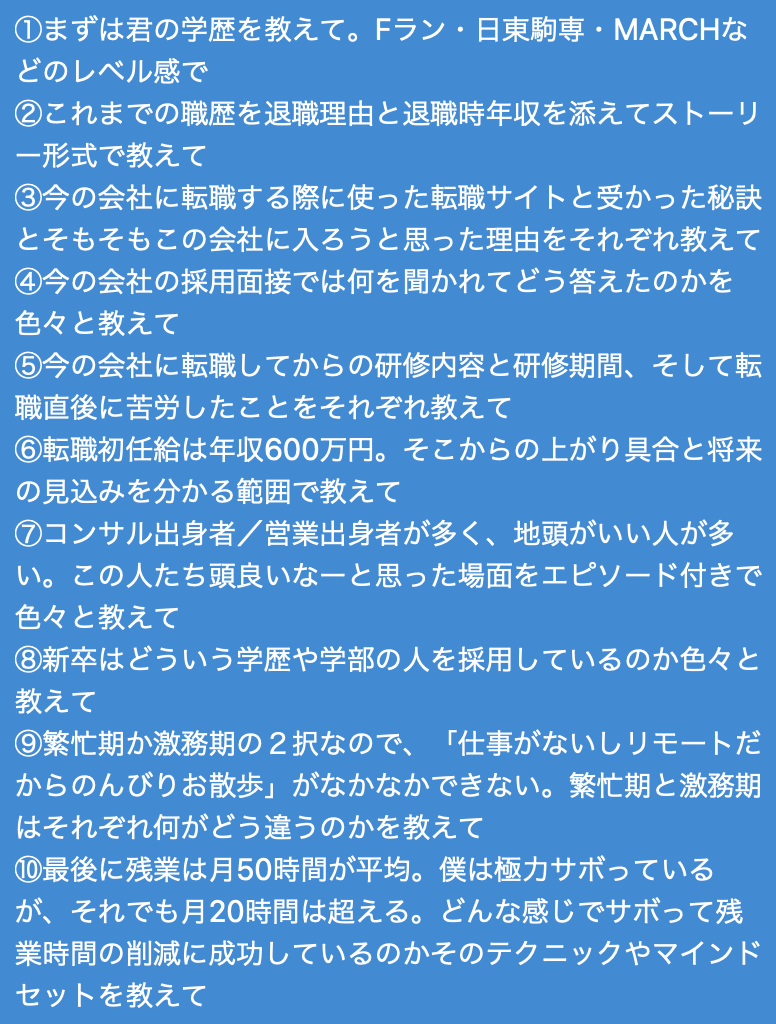 ①まずは君の学歴を教えて。Fラン・日東駒専・MARCHな
どのレベル感で
②これまでの職歴を退職理由と退職時年収を添えてストーリ
ー形式で教えて
③今の会社に転職する際に使った転職サイトと受かった秘訣
とそもそもこの会社に入ろうと思った理由をそれぞれ教えて
④今の会社の採用面接では何を聞かれてどう答えたのかを
色々と教えて
⑤今の会社に転職してからの研修内容と研修期間、そして転
職直後に苦労したことをそれぞれ教えて
⑥転職初任給は年収600万円。そこからの上がり具合と将来
の見込みを分かる範囲で教えて
⑦コンサル出身者／営業出身者が多く、地頭がいい人が多
い。この人たち頭良いなーと思った場面をエピソード付きで
色々と教えて
⑧新卒はどういう学歴や学部の人を採用しているのか色々と
教えて
⑨繁忙期か激務期の２択なので、「仕事がないしリモートだ
からのんびりお散歩」がなかなかできない。繁忙期と激務期
はそれぞれ何がどう違うのかを教えて
⑩最後に残業は月50時間が平均。僕は極力サボっている
が、それでも月20時間は超える。どんな感じでサボって残
業時間の削減に成功しているのかそのテクニックやマインド
セットを教えて